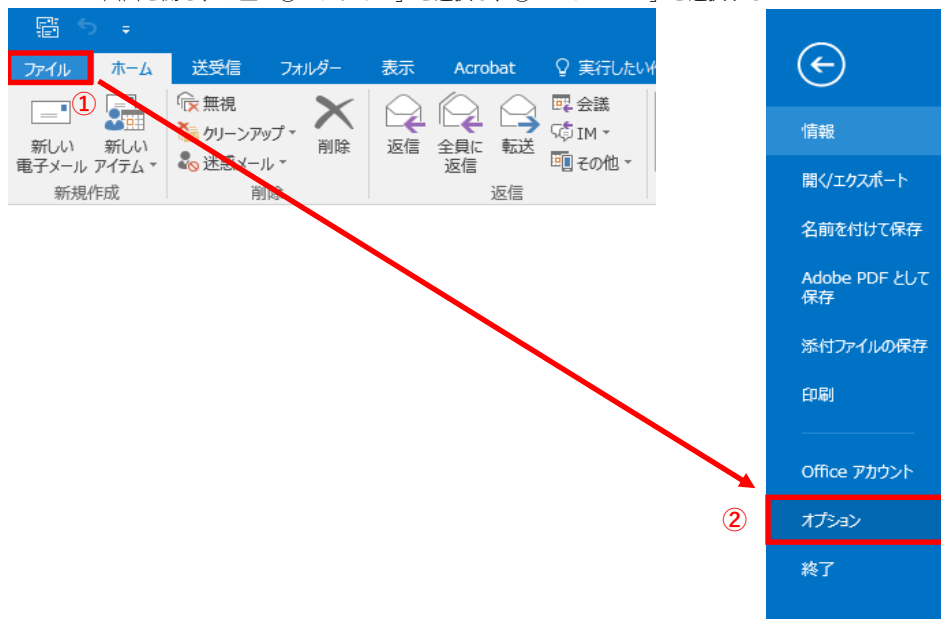 ファイル ホーム 送受信 フォルダー 表示 Acrobat 実行したい
①
新しい
電子メール
新しい
アイテム
新規作成
無視
クリーンアップ
迷惑メール
削除
削除
返信
全員に
返信
転送
会議
IM
その他
返信
情報
開く/エクスポート
名前を付けて保存
Adobe PDF として
保存
添付ファイルの保存
印刷
Office アカウント
②
オプション
終了